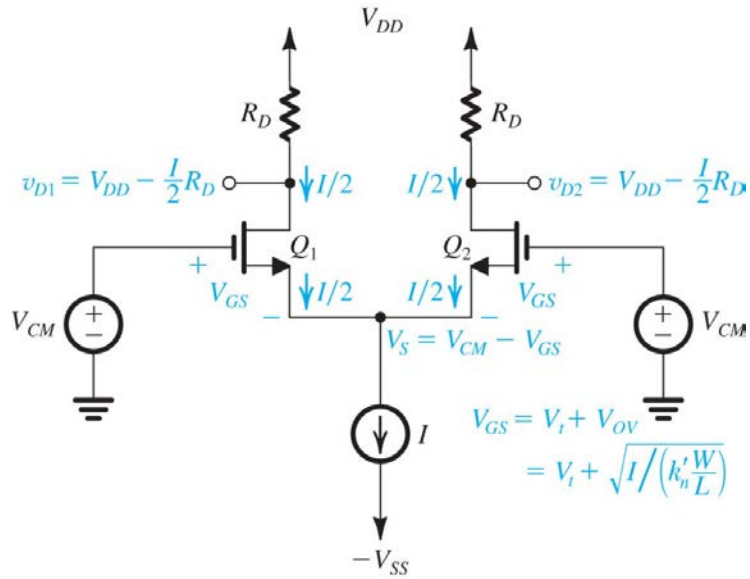 V_DD
R_D
R_D
v_D1 = V_DD − I/2 R_D
I/2
I/2
v_D2 = V_DD − I/2 R_D
Q_1
Q_2
+
+
V_GS
I/2
I/2
V_GS
−
−
V_CM
+
−
V_S = V_CM − V_GS
+
−
V_CM
I
V_GS = V_t + V_OV
= V_t + √(I/(k′_n W/L))
−V_SS